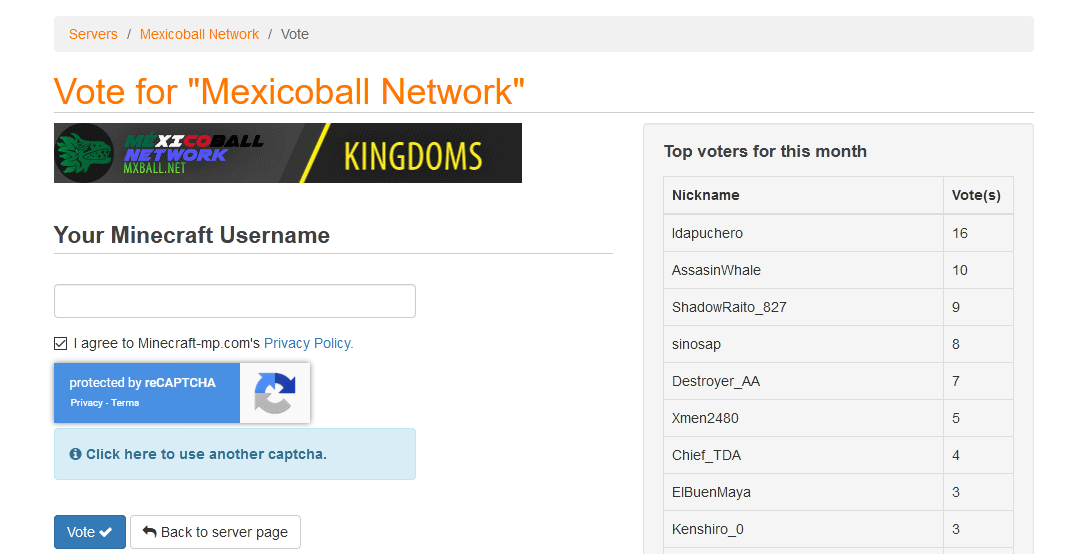 Servers / Mexicoball Network / Vote
Vote for "Mexicoball Network"
MÉXICOBALL
NETWORK
MXBALL.NET
KINGDOMS
Your Minecraft Username
I agree to Minecraft-mp.com's Privacy Policy.
protected by reCAPTCHA
Privacy - Terms
Click here to use another captcha.
Vote
Back to server page
Top voters for this month
Nickname Vote(s)
Idapuchero 16
AssasinWhale 10
ShadowRaito_827 9
sinosap 8
Destroyer_AA 7
Xmen2480 5
Chief_TDA 4
ElBuenMaya 3
Kenshiro_0 3